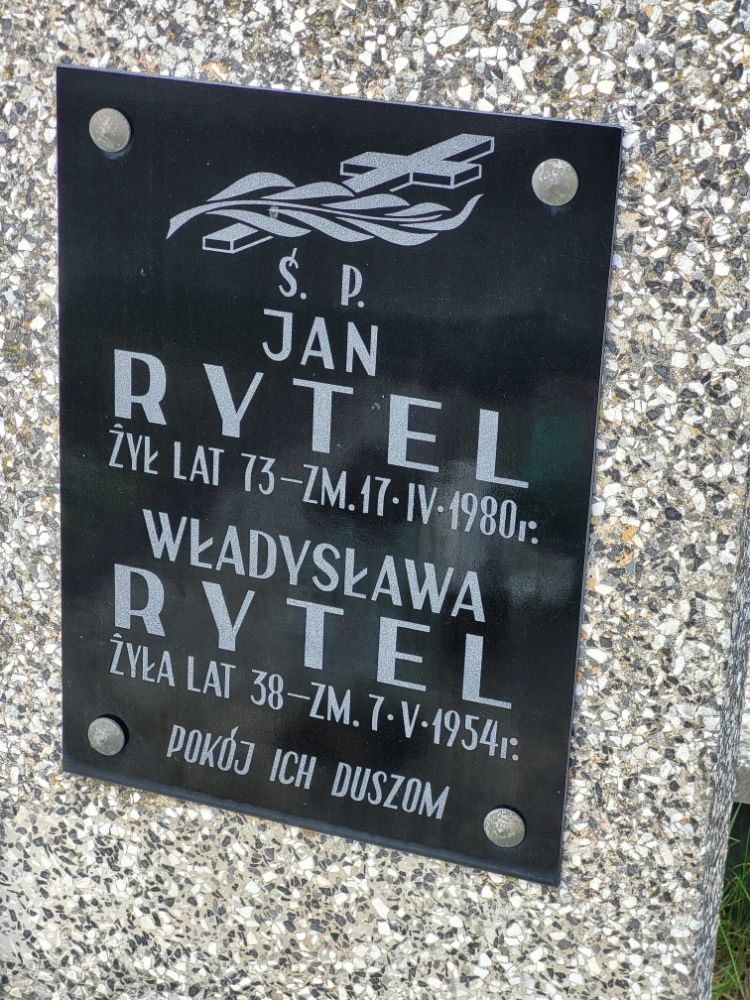 Ś. P.
JAN
RYTEL
ŻYŁ LAT 73-ZM.17·IV·1980r.
WŁADYSŁAWA
RYTEL
ŻYŁA LAT 38-ZM.7·V·1954r.
POKÓJ ICH DUSZOM